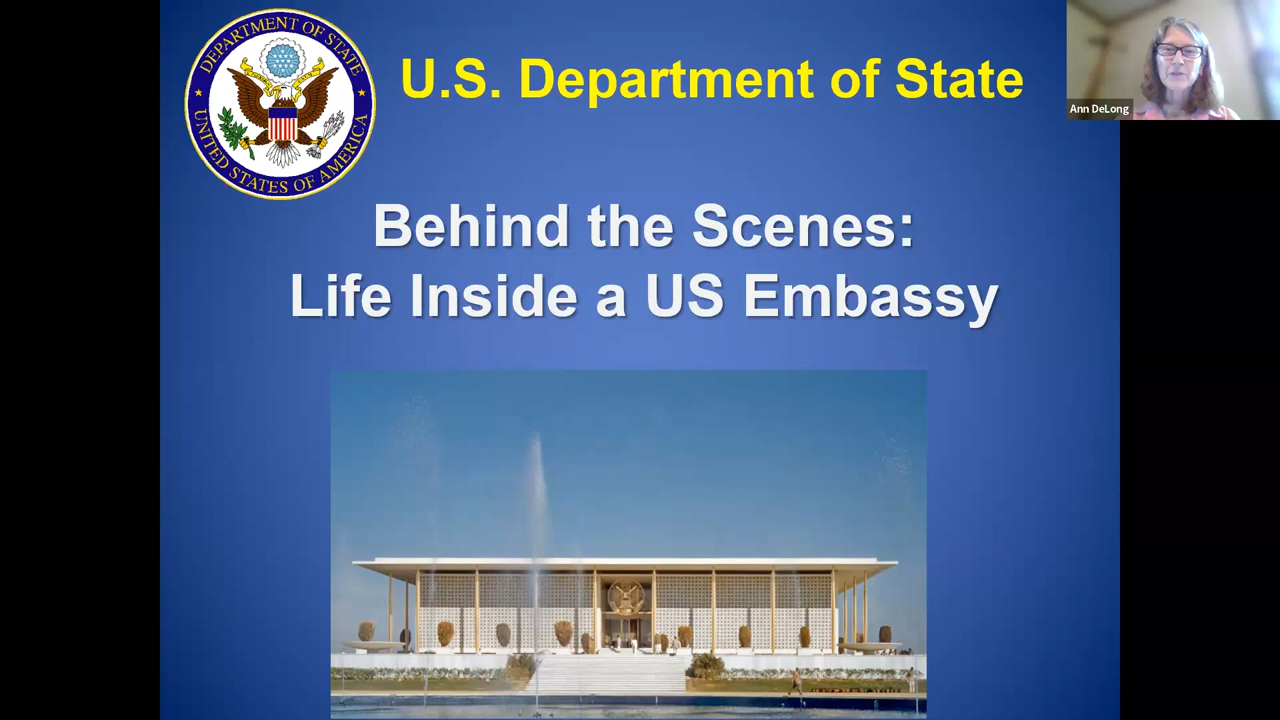 DEPARTMENT OF STATE
UNITED STATES OF AMERICA
U.S. Department of State
Ann DeLong
Behind the Scenes:
Life Inside a US Embassy